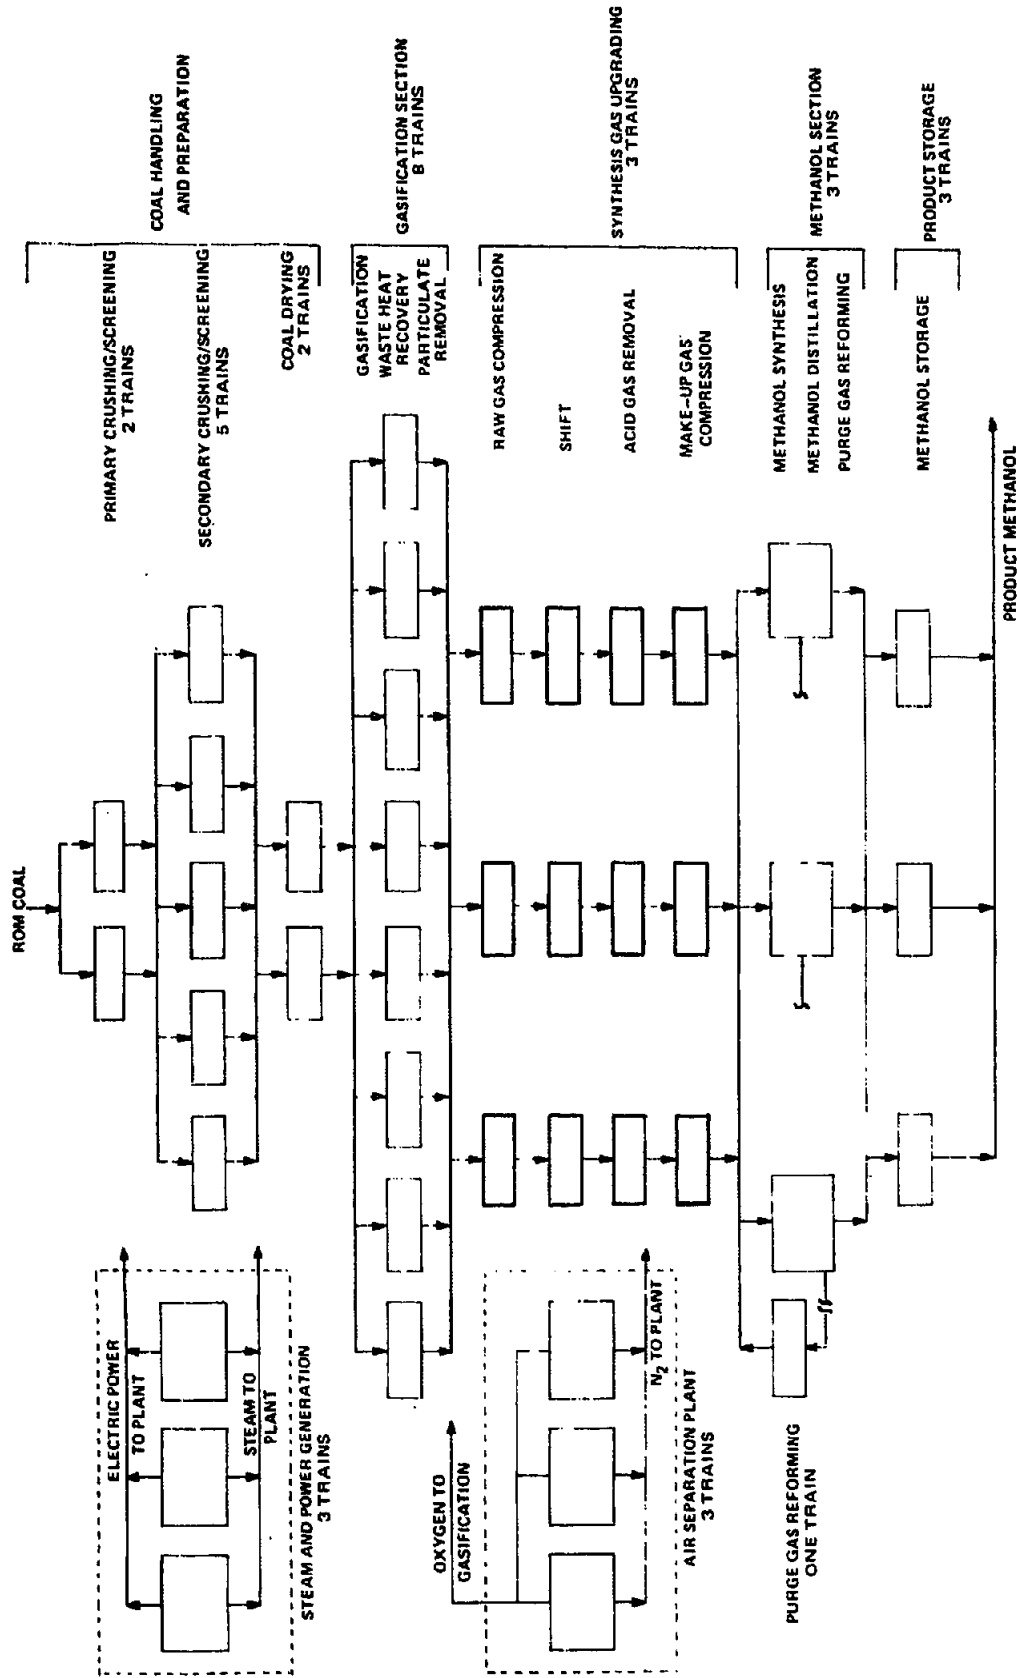 ROM COAL
PRIMARY CRUSHING/SCREENING
2 TRAINS
SECONDARY CRUSHING/SCREENING
5 TRAINS
COAL DRYING
2 TRAINS
COAL HANDLING
AND PREPARATION
ELECTRIC POWER
TO PLANT
STEAM TO
PLANT
STEAM AND POWER GENERATION
3 TRAINS
GASIFICATION
WASTE HEAT
RECOVERY
PARTICULATE
REMOVAL
GASIFICATION SECTION
8 TRAINS
OXYGEN TO
GASIFICATION
N2 TO PLANT
AIR SEPARATION PLANT
3 TRAINS
RAW GAS COMPRESSION
SHIFT
ACID GAS REMOVAL
MAKE-UP GAS
COMPRESSION
SYNTHESIS GAS UPGRADING
3 TRAINS
METHANOL SYNTHESIS
METHANOL DISTILLATION
PURGE GAS REFORMING
METHANOL SECTION
3 TRAINS
PURGE GAS REFORMING
ONE TRAIN
METHANOL STORAGE
PRODUCT STORAGE
3 TRAINS
PRODUCT METHANOL